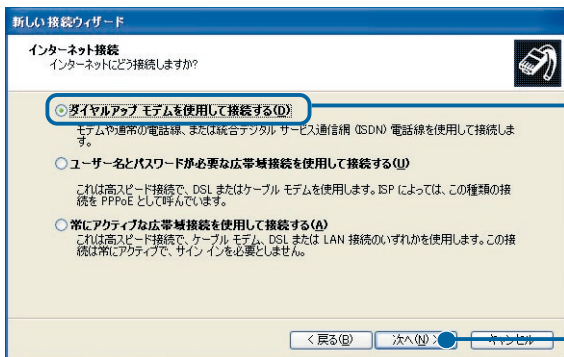 新しい接続ウィザード
インターネット接続
インターネットにどう接続しますか?
ダイヤルアップ モデムを使用して接続する(D)
モデムや通常の電話線、または統合デジタル サービス通信網 (ISDN) 電話線を使用して接続しま
す。
ユーザー名とパスワードが必要な広帯域接続を使用して接続する(U)
これは高スピード接続で、DSL またはケーブル モデムを使用します。ISP によっては、この種類の接
続を PPPoE として呼んでいます。
常にアクティブな広帯域接続を使用して接続する(A)
これは高スピード接続で、ケーブル モデム、DSL または LAN 接続のいずれかを使用します。この接
続は常にアクティブで、サイン インを必要としません。
< 戻る(B) 次へ(N) > キャンセル